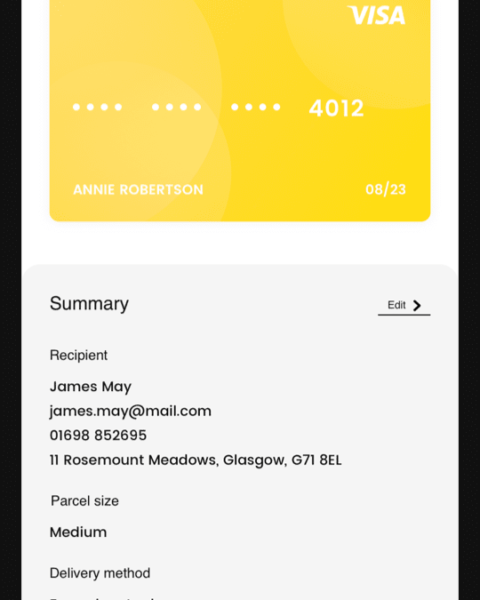 VISA
•••• •••• •••• 4012
ANNIE ROBERTSON 08/23
Summary
Edit
Recipient
James May
james.may@mail.com
01698 852695
11 Rosemount Meadows, Glasgow, G71 8EL
Parcel size
Medium
Delivery method